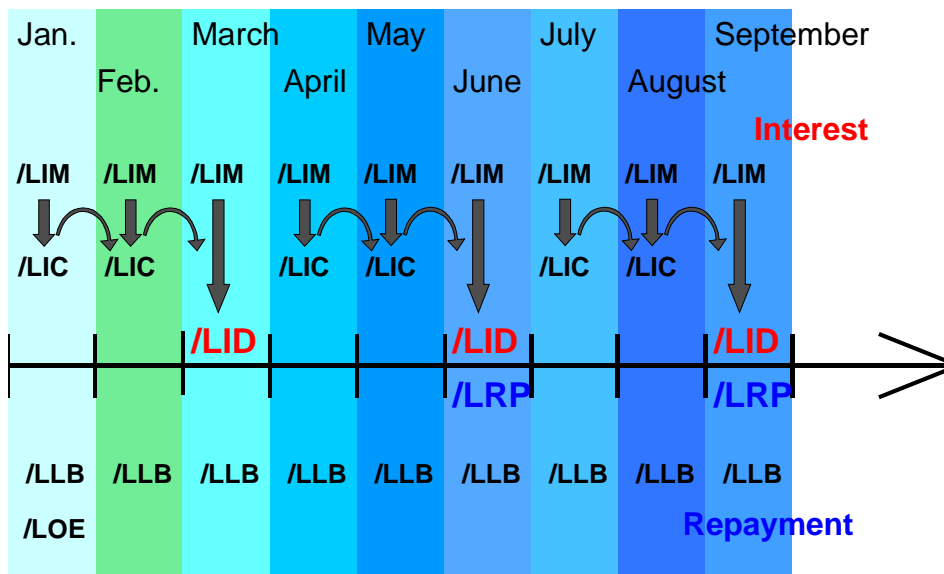 Jan. March May July September
Feb. April June August
Interest
/LIM /LIM /LIM /LIM /LIM /LIM /LIM /LIM /LIM
/LIC /LIC /LIC /LIC /LIC /LIC
/LID /LID /LID
/LRP /LRP
/LLB /LLB /LLB /LLB /LLB /LLB /LLB /LLB /LLB
/LOE Repayment